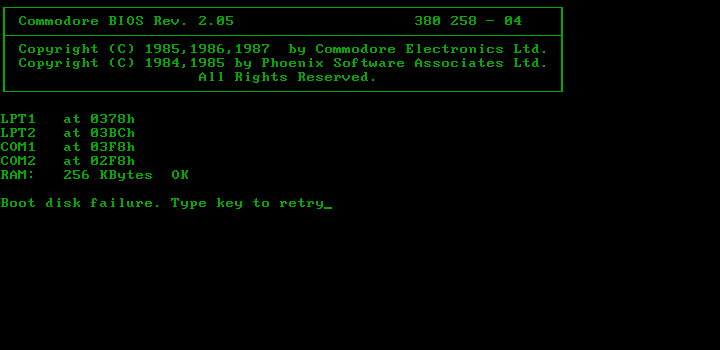 Commodore BIOS Rev. 2.05                    380 258 - 04
Copyright (C) 1985,1986,1987  by Commodore Electronics Ltd.
Copyright (C) 1984,1985 by Phoenix Software Associates Ltd.
All Rights Reserved.
LPT1   at 0378h
LPT2   at 03BCh
COM1   at 03F8h
COM2   at 02F8h
RAM:   256 KBytes  OK
Boot disk failure. Type key to retry_